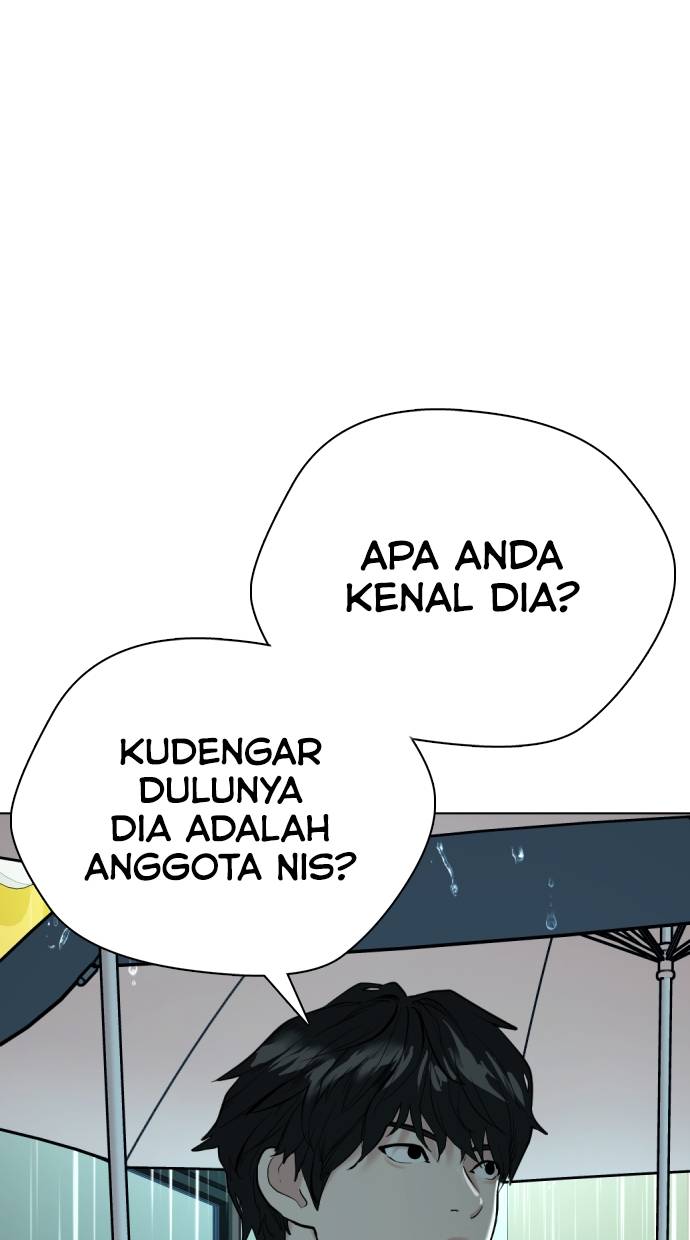 APA ANDA
KENAL DIA?
KUDENGAR
DULUNYA
DIA ADALAH
ANGGOTA NIS?